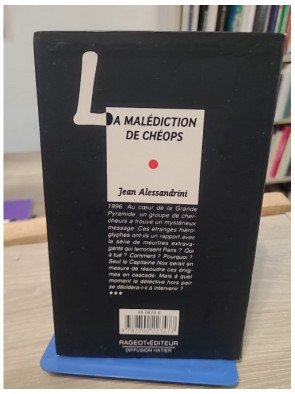 LA MALÉDICTION
DE CHÉOPS
Jean Alessandrini
1996. Au cœur de la Grande
Pyramide, un groupe de cher-
cheurs a trouvé un mystérieux
message. Ces étranges hiéro-
glyphes ont-ils un rapport avec
la série de meurtres extrava-
gants qui terrorisent Paris ? Qui
a tué ? Comment ? Pourquoi ?
Seul le Capitaine Nox serait en
mesure de résoudre ces énig-
mes en cascade. Mais à quel
moment le détective hors pair
se décidera-t-il à intervenir ?
***
RAGEOT•ÉDITEUR
DIFFUSION HATIER